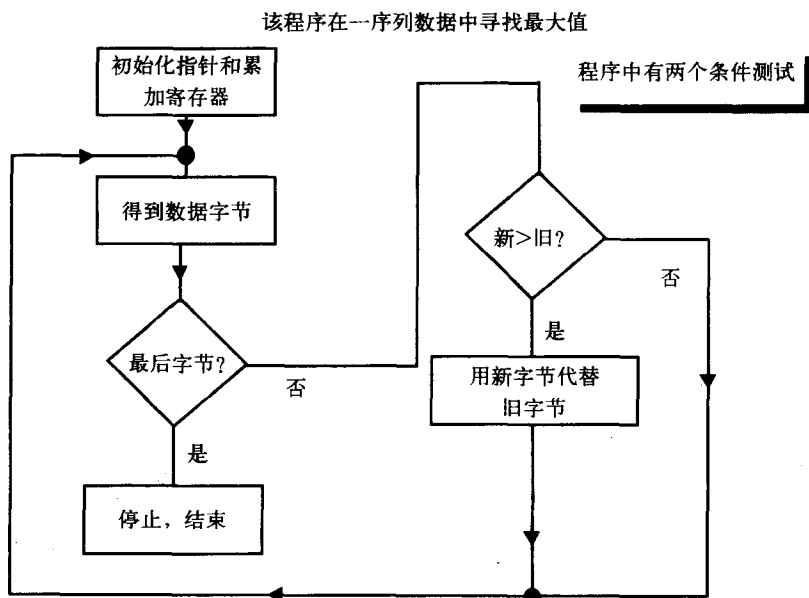 该程序在一序列数据中寻找最大值
初始化指针和累
加寄存器
程序中有两个条件测试
得到数据字节
新>旧?
否
最后字节?
否
是
用新字节代替
旧字节
是
停止，结束